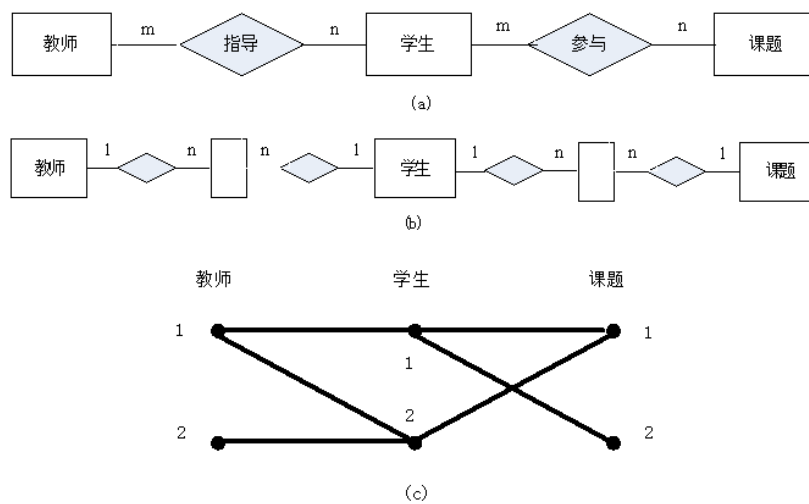 教师 m 指导 n 学生 m 参与 n 课题
(a)
教师 1 n n 1 学生 1 n n 1 课题
(b)
教师 学生 课题
1 1
1
2
2 2
(c)